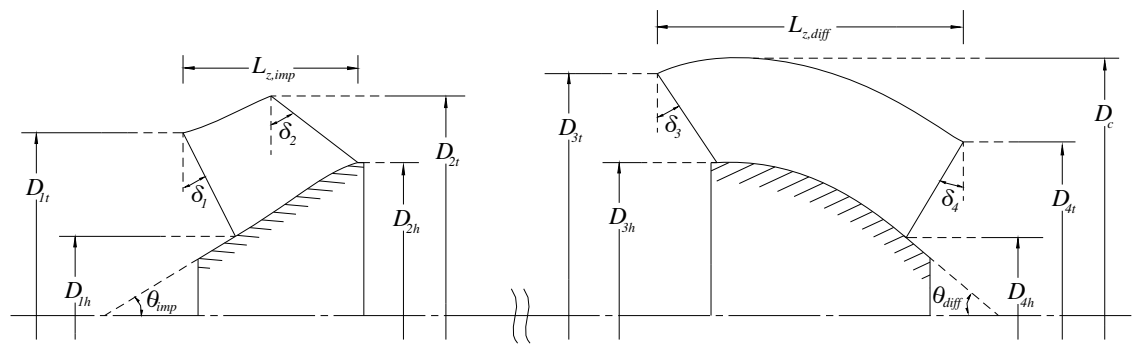 L_{z,imp}
L_{z,diff}
δ_1
δ_2
δ_3
δ_4
D_{1t}
D_{1h}
D_{2t}
D_{2h}
D_{3t}
D_{3h}
D_c
D_{4t}
D_{4h}
θ_{imp}
θ_{diff}